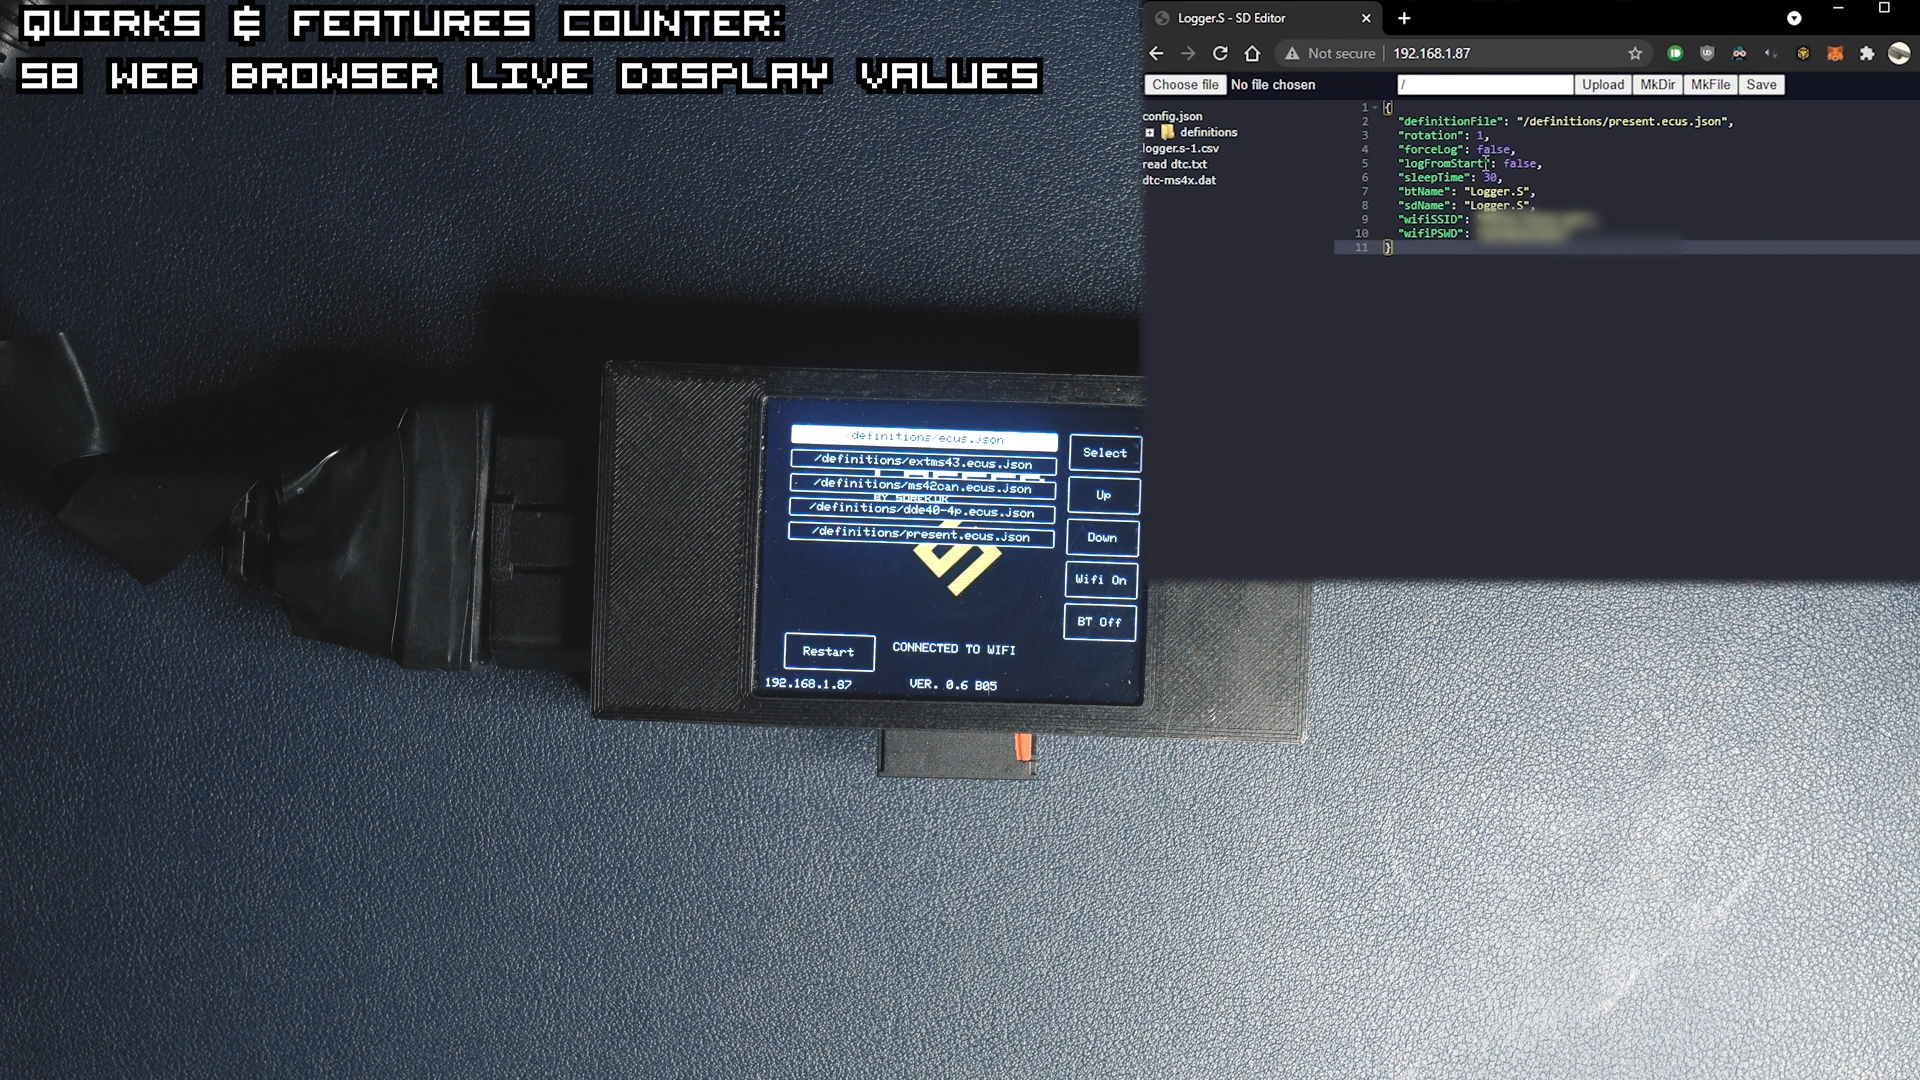 QUIRKS & FEATURES COUNTER:
58 WEB BROWSER LIVE DISPLAY VALUES
Logger.S - SD Editor
Not secure
192.168.1.87
Choose file
No file chosen
/
Upload
MkDir
MkFile
Save
config.json
definitions
logger.s-1.csv
read dtc.txt
dtc-ms4x.dat
1 {
2 "definitionFile": "/definitions/present.ecus.json",
3 "rotation": 1,
4 "forceLog": false,
5 "logFromStart": false,
6 "sleepTime": 30,
7 "btName": "Logger.S",
8 "sdName": "Logger.S",
9 "wifiSSID":
10 "wifiPSWD":
11 }
/definitions/ecus.json
/definitions/extms43.ecus.json
/definitions/ms42can.ecus.json
BY SOREK.UK
/definitions/dde40-4p.ecus.json
/definitions/present.ecus.json
Select
Up
Down
Wifi On
BT Off
Restart
CONNECTED TO WIFI
192.168.1.87
VER. 0.6 B05